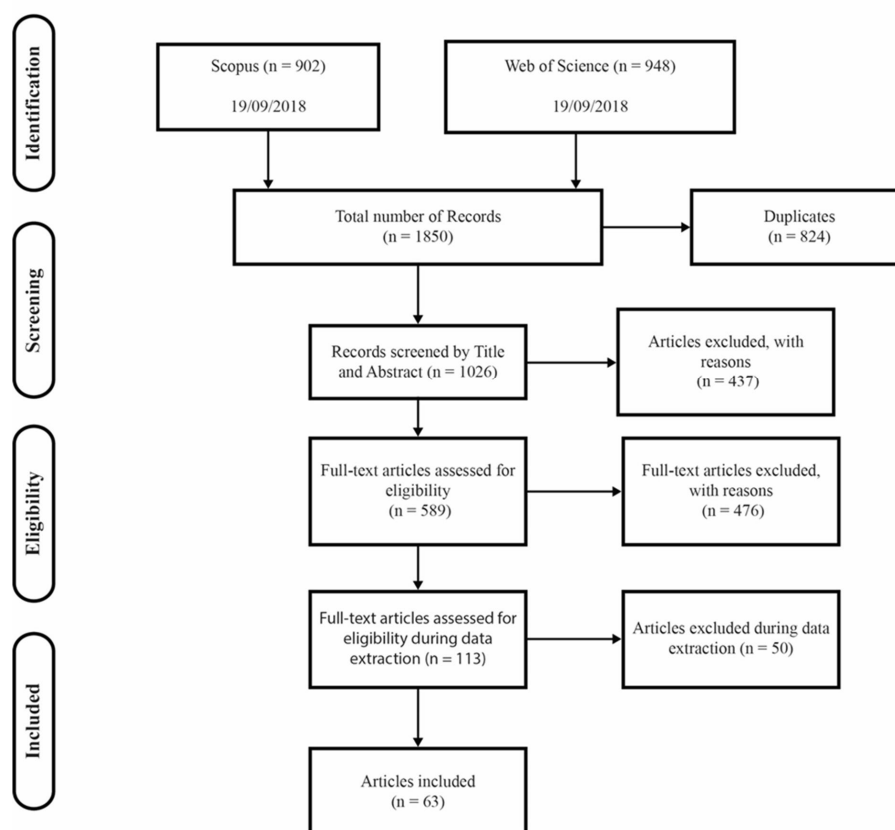 Identification
Scopus (n = 902)
19/09/2018
Web of Science (n = 948)
19/09/2018
Total number of Records
(n = 1850)
Duplicates
(n = 824)
Screening
Records screened by Title
and Abstract (n = 1026)
Articles excluded, with
reasons
(n = 437)
Eligibility
Full-text articles assessed for
eligibility
(n = 589)
Full-text articles excluded,
with reasons
(n = 476)
Full-text articles assessed for
eligibility during data
extraction (n = 113)
Articles excluded during data
extraction (n = 50)
Included
Articles included
(n = 63)